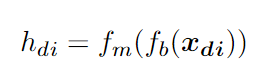 h_{di} = f_m(f_b(x_{di}))